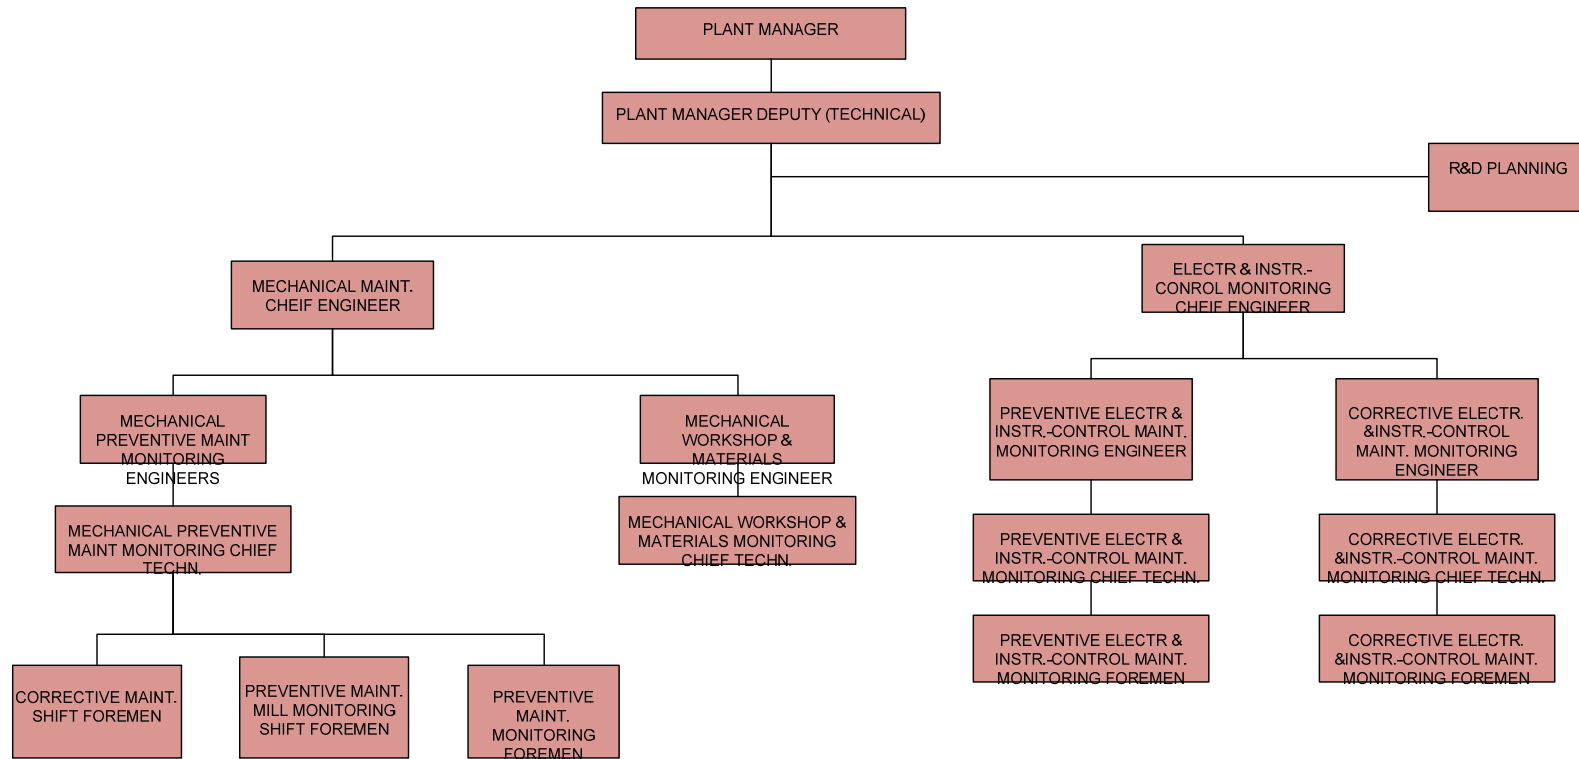 PLANT MANAGER
PLANT MANAGER DEPUTY (TECHNICAL)
R&D PLANNING
MECHANICAL MAINT.
CHEIF ENGINEER
ELECTR & INSTR.-
CONROL MONITORING
CHEIF ENGINEER
MECHANICAL
PREVENTIVE MAINT
MONITORING
ENGINEERS
MECHANICAL
WORKSHOP &
MATERIALS
MONITORING ENGINEER
PREVENTIVE ELECTR &
INSTR.-CONTROL MAINT.
MONITORING ENGINEER
CORRECTIVE ELECTR.
&INSTR.-CONTROL
MAINT. MONITORING
ENGINEER
MECHANICAL PREVENTIVE
MAINT MONITORING CHIEF
TECHN.
MECHANICAL WORKSHOP &
MATERIALS MONITORING
CHIEF TECHN.
PREVENTIVE ELECTR &
INSTR.-CONTROL MAINT.
MONITORING CHIEF TECHN.
CORRECTIVE ELECTR.
&INSTR.-CONTROL MAINT.
MONITORING CHIEF TECHN.
CORRECTIVE MAINT.
SHIFT FOREMEN
PREVENTIVE MAINT.
MILL MONITORING
SHIFT FOREMEN
PREVENTIVE
MAINT.
MONITORING
FOREMEN
PREVENTIVE ELECTR &
INSTR.-CONTROL MAINT.
MONITORING FOREMEN
CORRECTIVE ELECTR.
&INSTR.-CONTROL MAINT.
MONITORING FOREMEN